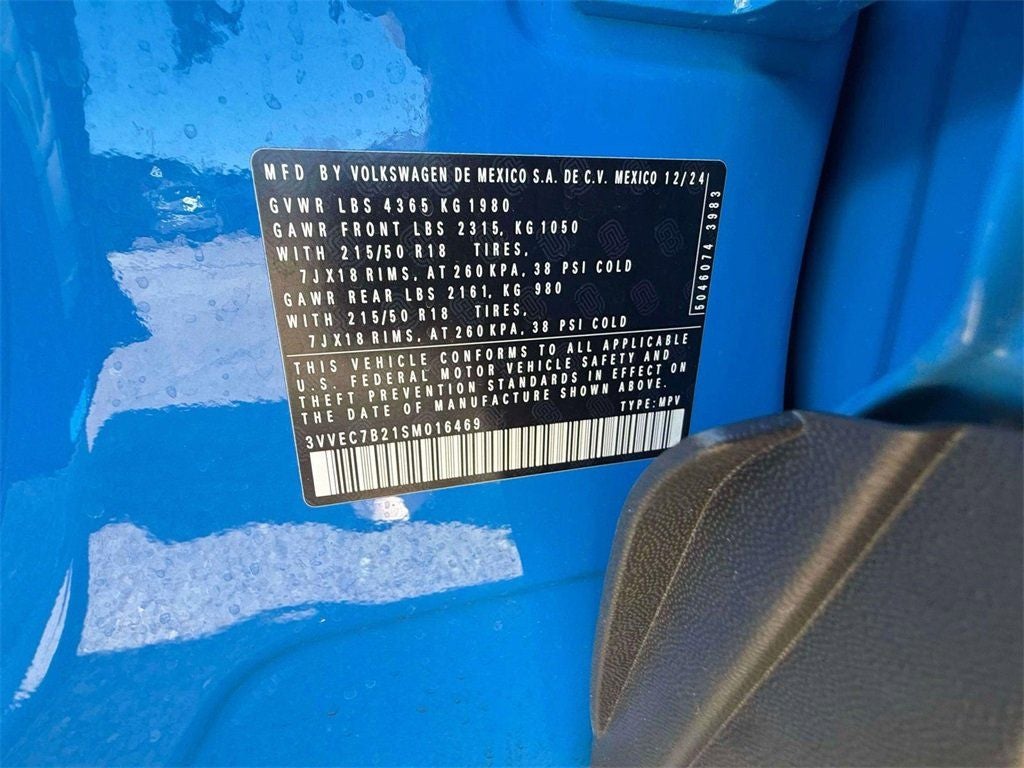 MFD BY VOLKSWAGEN DE MEXICO S.A. DE C.V. MEXICO 12/24
GVWR LBS 4365 KG 1980
GAWR FRONT LBS 2315, KG 1050
WITH 215/50 R18 TIRES,
7JX18 RIMS, AT 260 KPA, 38 PSI COLD
GAWR REAR LBS 2161, KG 980
WITH 215/50 R18 TIRES,
7JX18 RIMS, AT 260 KPA, 38 PSI COLD
5046074 3983
THIS VEHICLE CONFORMS TO ALL APPLICABLE
U.S. FEDERAL MOTOR VEHICLE SAFETY AND
THEFT PREVENTION STANDARDS IN EFFECT ON
THE DATE OF MANUFACTURE SHOWN ABOVE.
3VVEC7B21SM016469 TYPE: MPV